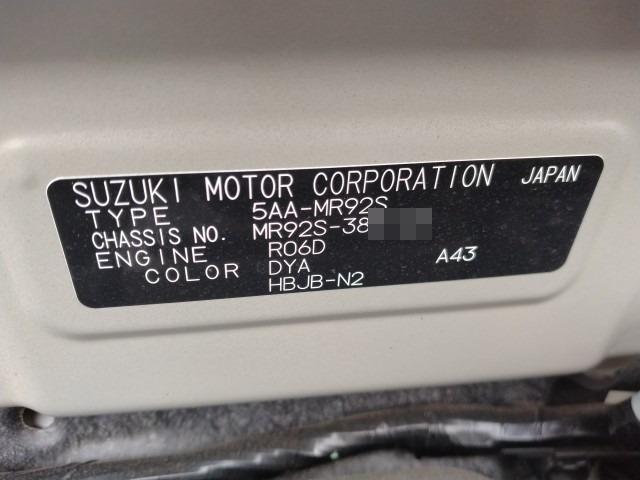 SUZUKI MOTOR CORPORATION JAPAN
TYPE 5AA-MR92S
CHASSIS NO. MR92S-38
ENGINE R06D A43
COLOR DYA
HBJB-N2